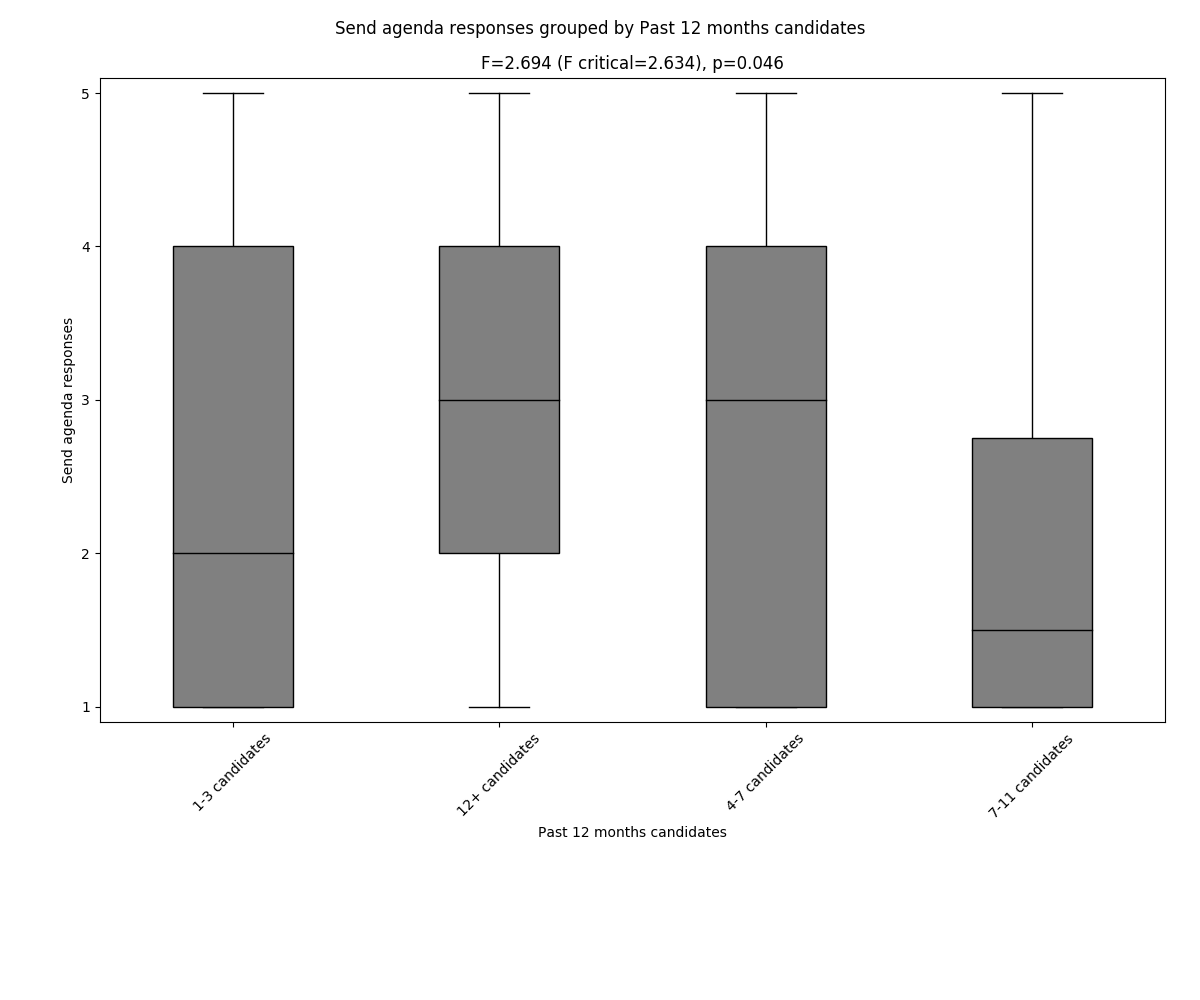 Send agenda responses grouped by Past 12 months candidates
F=2.694 (F critical=2.634), p=0.046
Send agenda responses
5
4
3
2
1
1-3 candidates
12+ candidates
4-7 candidates
7-11 candidates
Past 12 months candidates